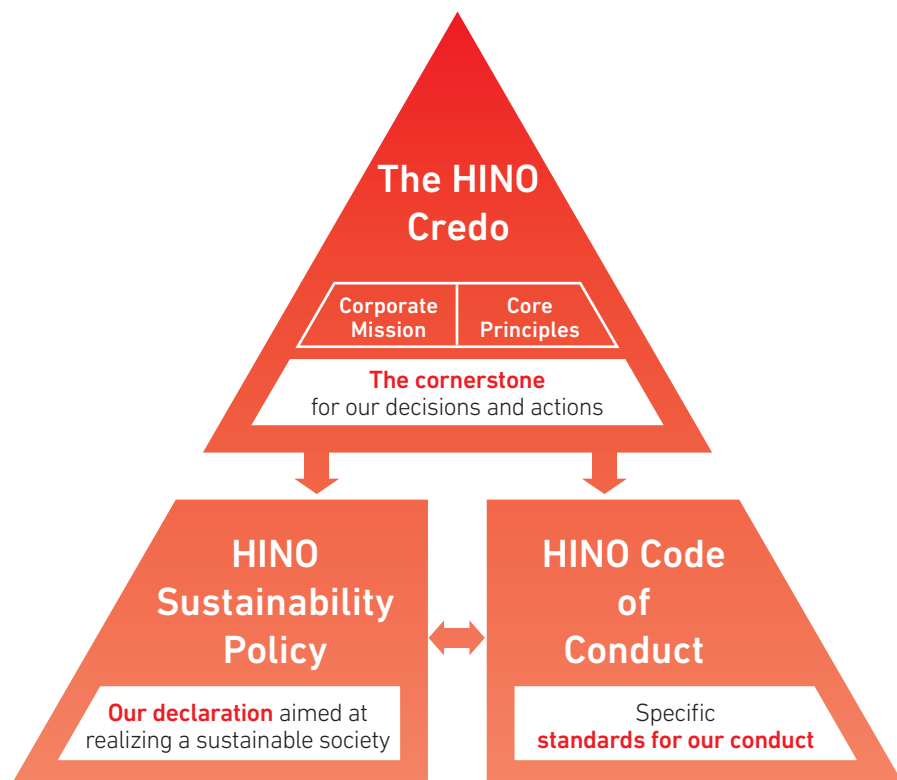 The HINO
Credo
Corporate
Mission
Core
Principles
The cornerstone
for our decisions and actions
HINO
Sustainability
Policy
Our declaration aimed at
realizing a sustainable society
HINO Code
of
Conduct
Specific
standards for our conduct